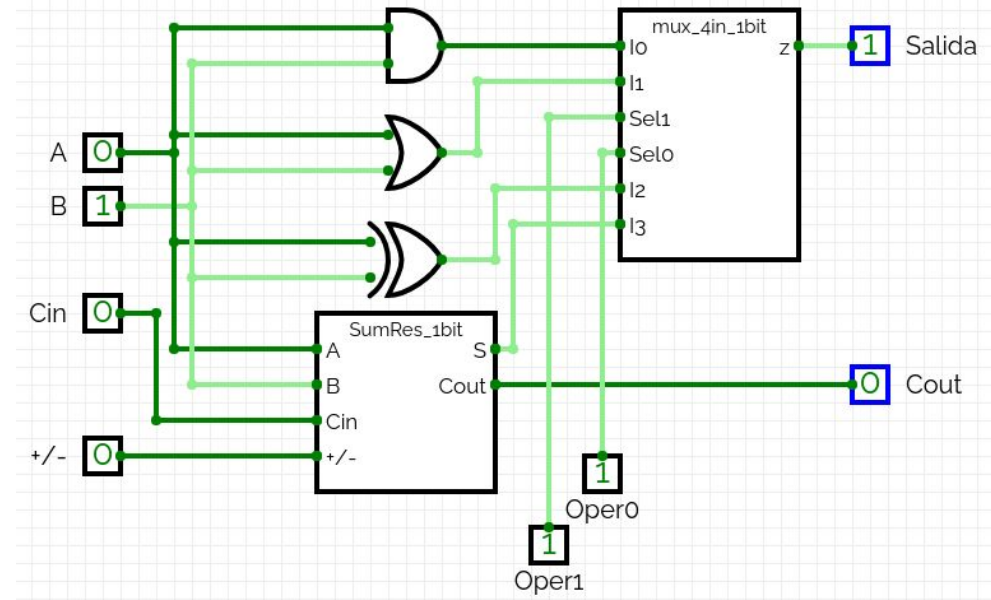 mux_4in_1bit
I0
z
1
Salida
I1
Sel1
A
0
Sel0
B
1
I2
I3
Cin
0
SumRes_1bit
A
S
B
Cout
0
Cout
Cin
+/-
0
+/-
1
Oper0
1
Oper1